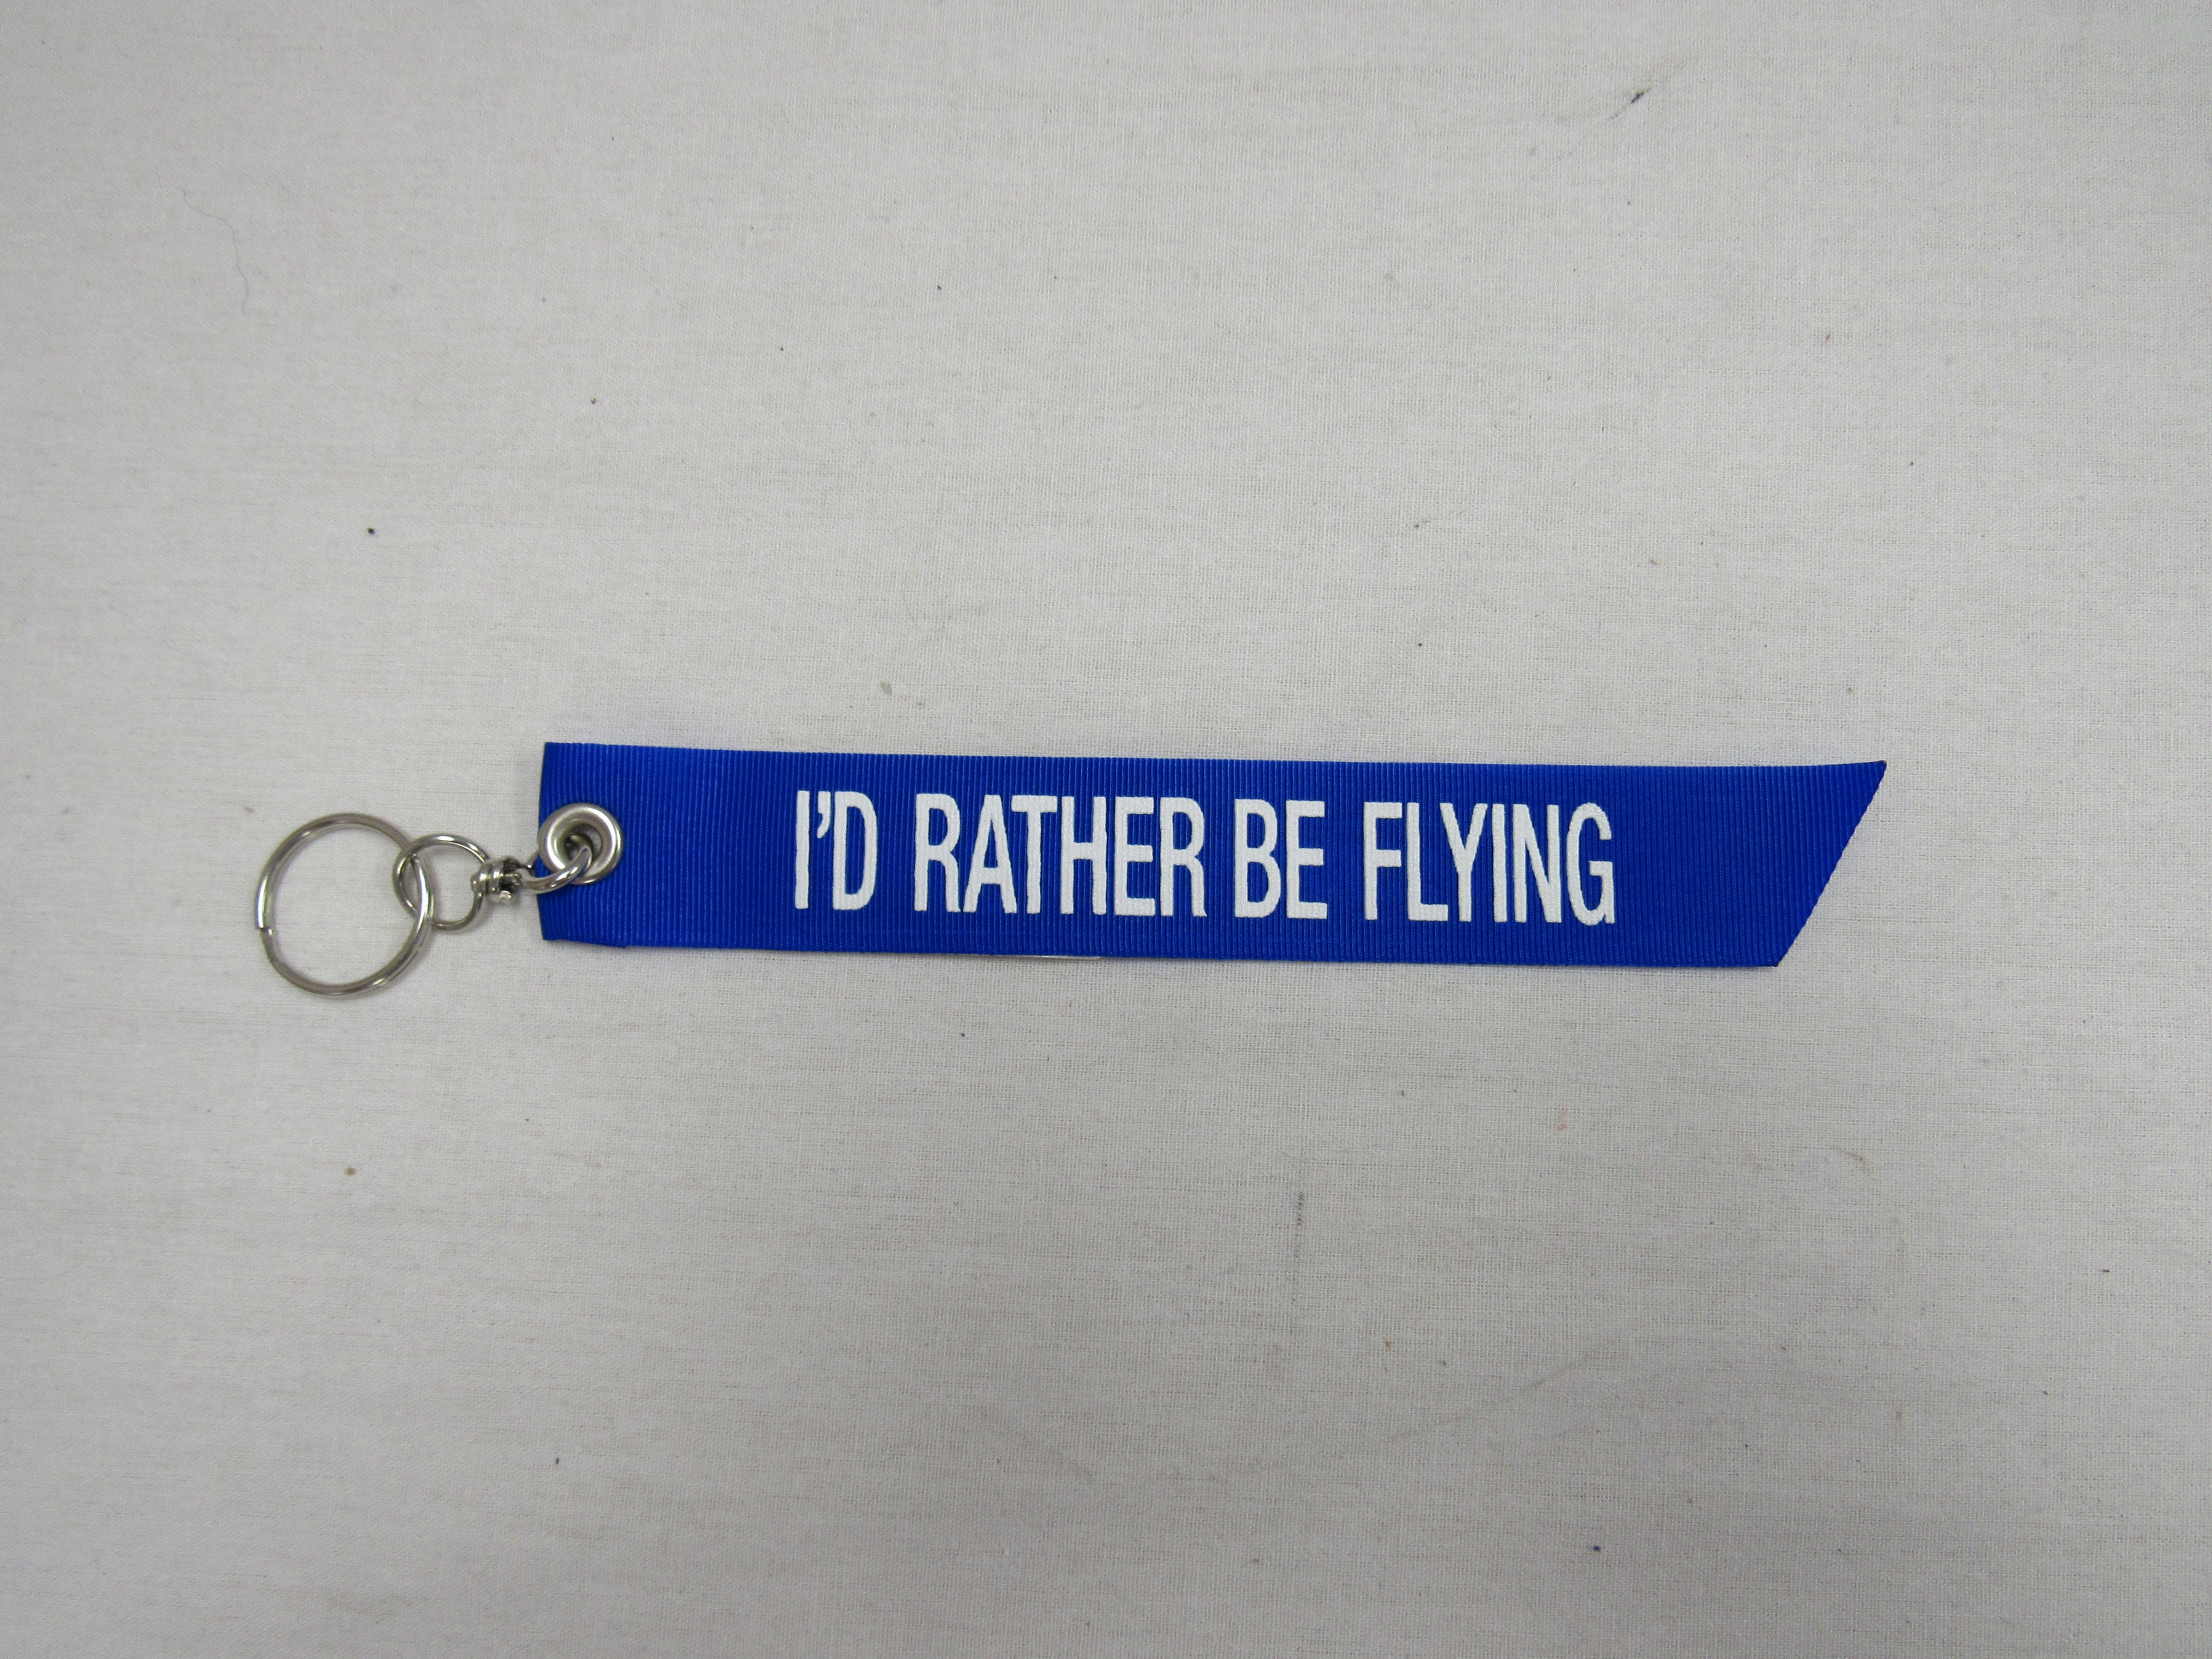 I'D RATHER BE FLYING